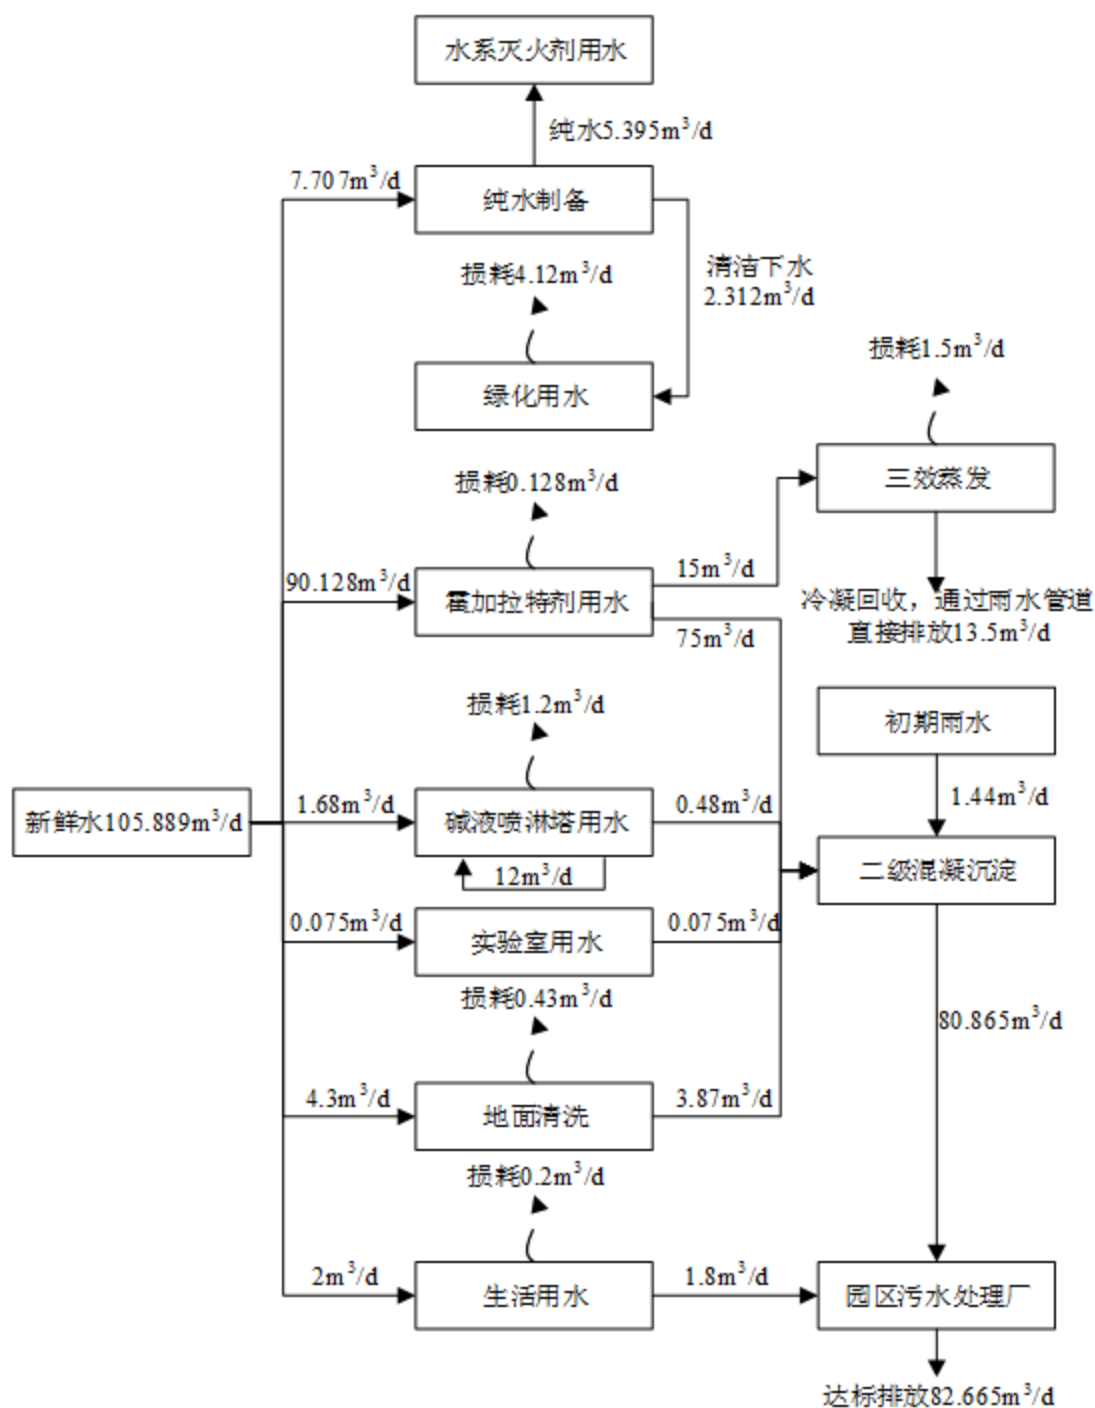 水系灭火剂用水
纯水5.395m³/d
7.707m³/d
纯水制备
清洁下水
2.312m³/d
损耗4.12m³/d
绿化用水
损耗1.5m³/d
三效蒸发
损耗0.128m³/d
15m³/d
90.128m³/d
霍加拉特剂用水
冷凝回收，通过雨水管道
直接排放13.5m³/d
75m³/d
损耗1.2m³/d
初期雨水
1.44m³/d
新鲜水105.889m³/d
1.68m³/d
碱液喷淋塔用水
0.48m³/d
12m³/d
二级混凝沉淀
0.075m³/d
实验室用水
0.075m³/d
损耗0.43m³/d
80.865m³/d
4.3m³/d
地面清洗
3.87m³/d
损耗0.2m³/d
2m³/d
生活用水
1.8m³/d
园区污水处理厂
达标排放82.665m³/d